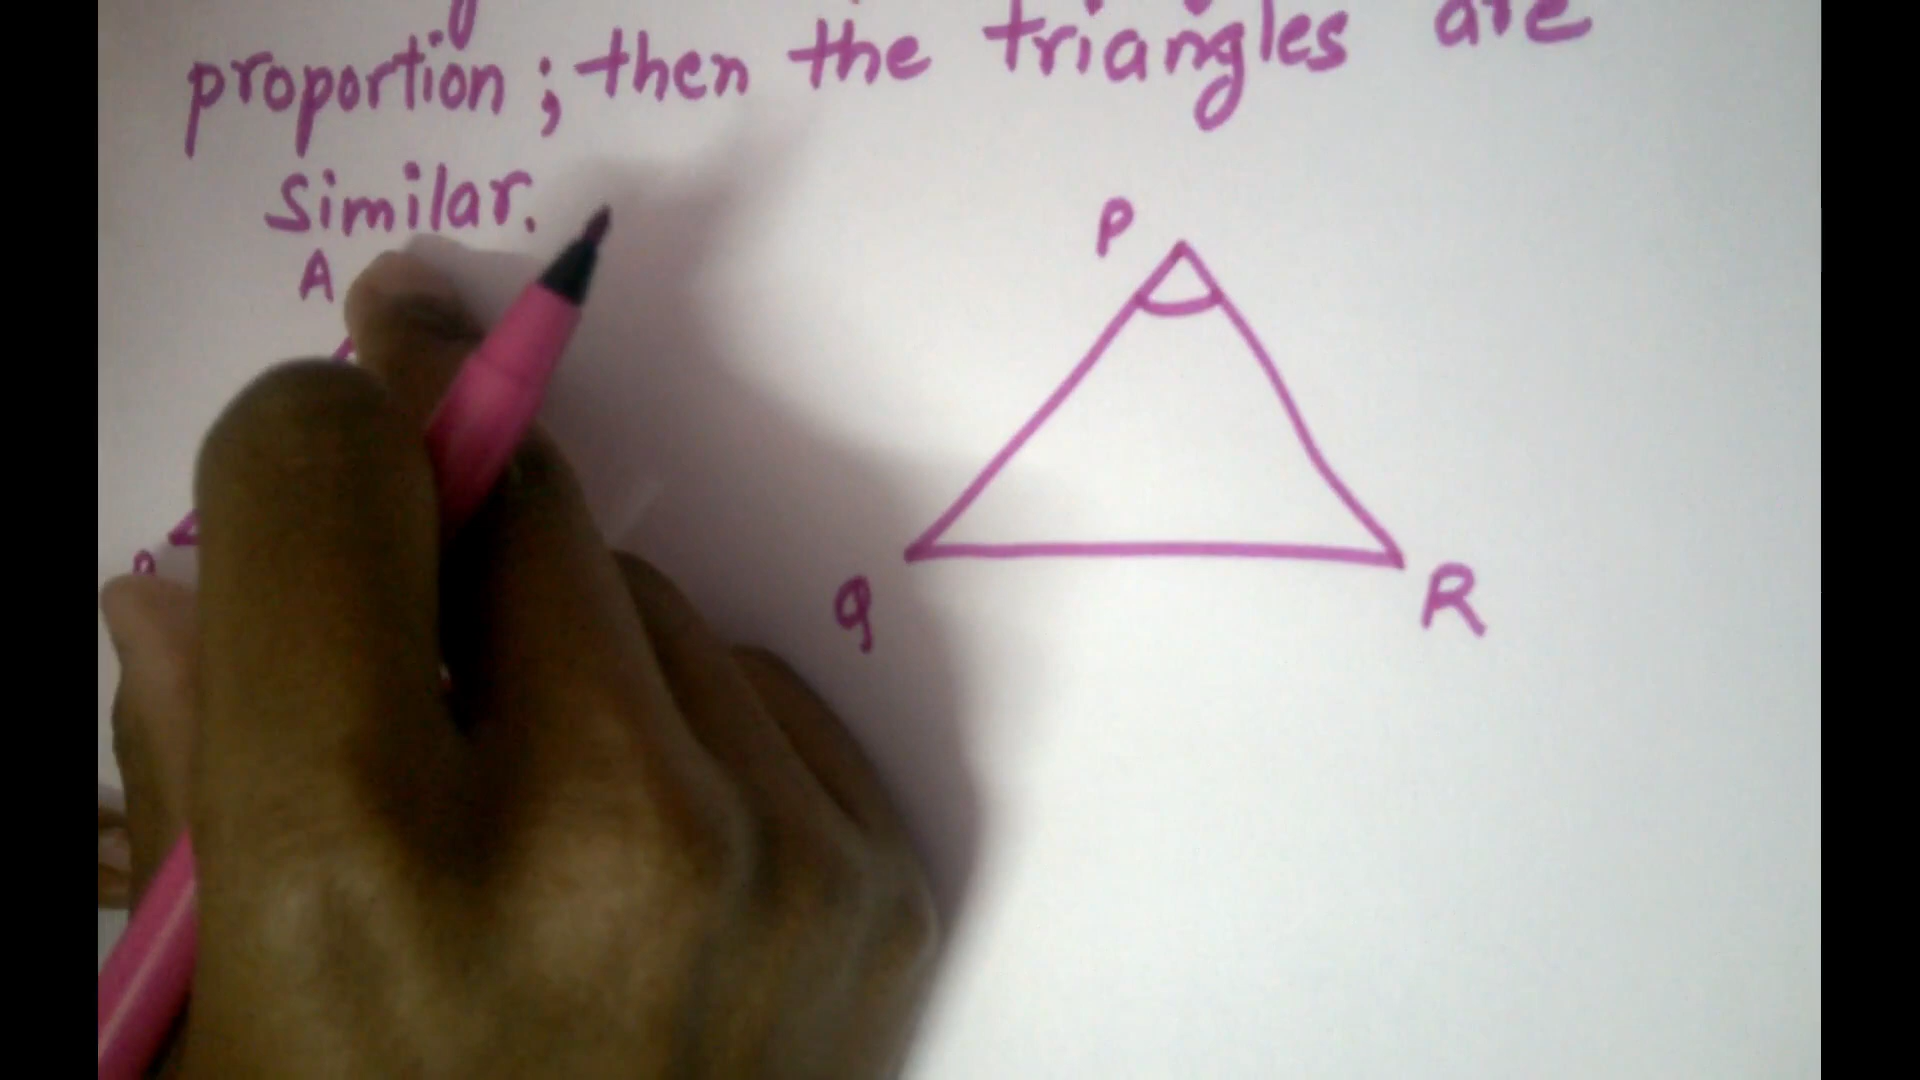 proportion; then the triangles are
Similar.
A
P
Q
R